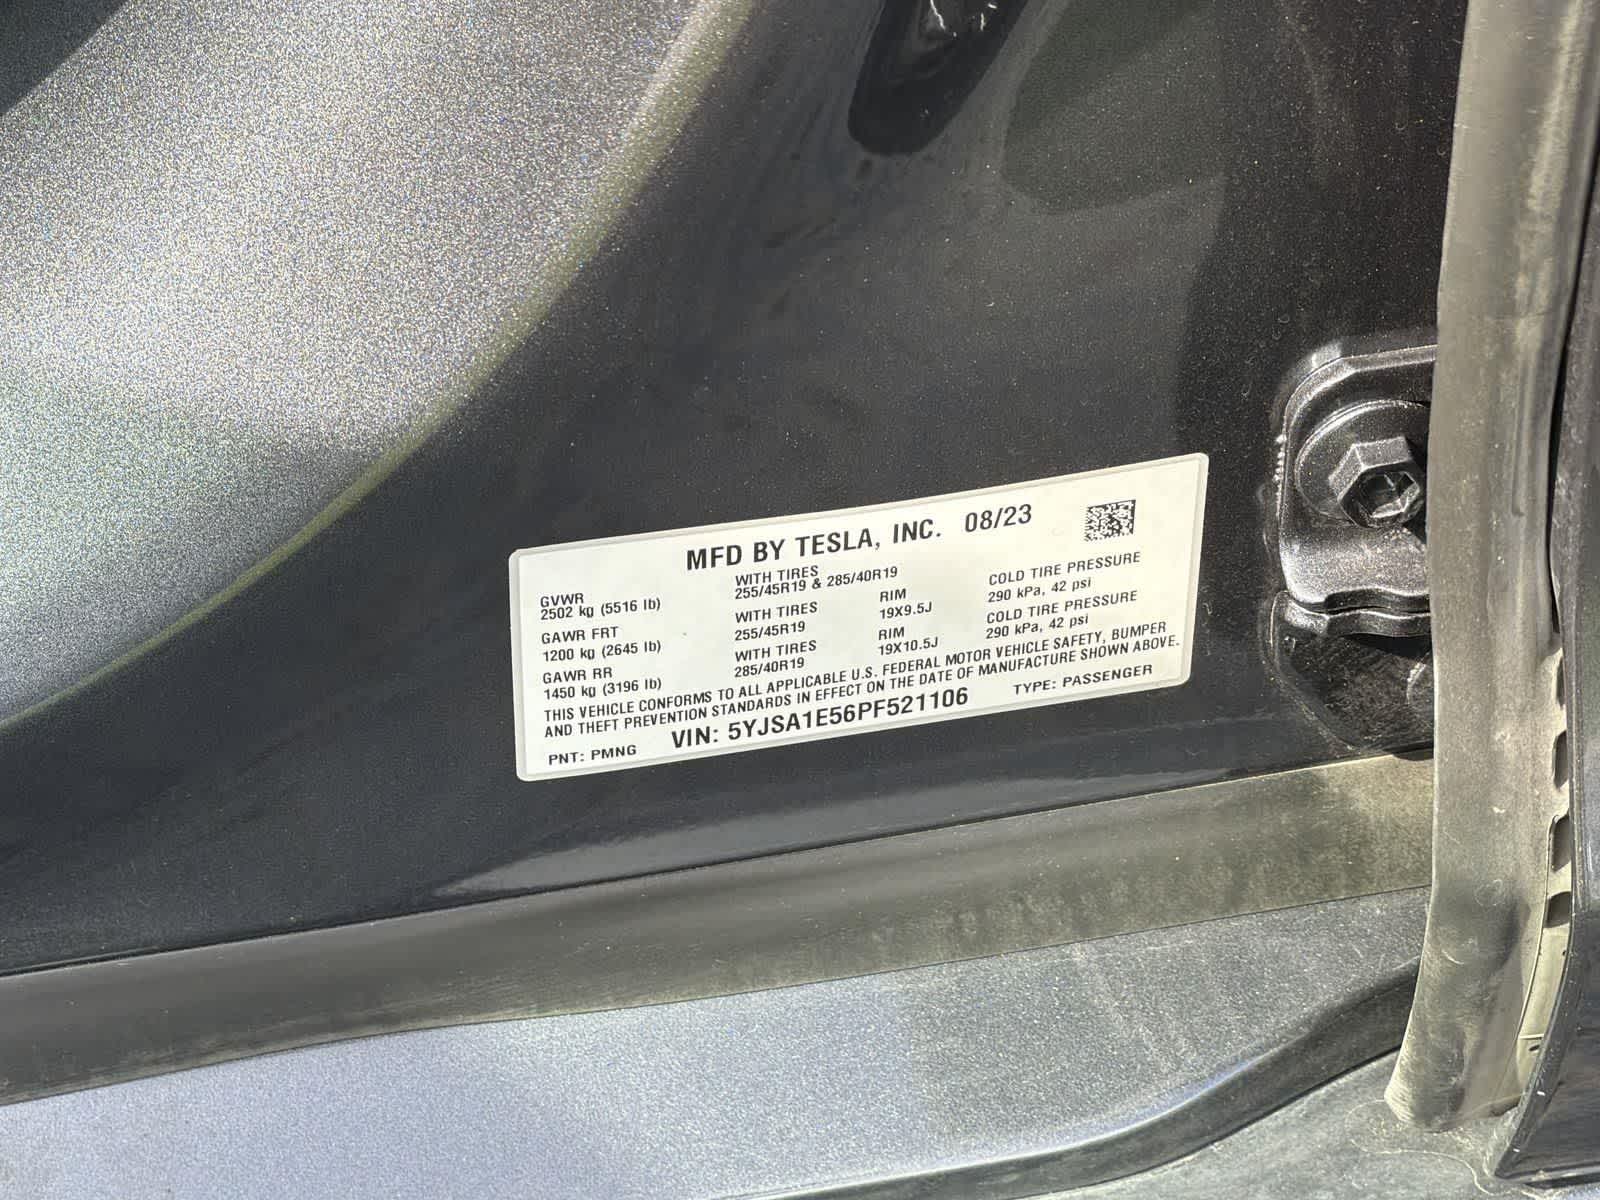 MFD BY TESLA, INC. 08/23
GVWR
2502 kg (5516 lb)
WITH TIRES
255/45R19 & 285/40R19
COLD TIRE PRESSURE
290 kPa, 42 psi
GAWR FRT
1200 kg (2645 lb)
WITH TIRES
255/45R19
RIM
19X9.5J
COLD TIRE PRESSURE
290 kPa, 42 psi
GAWR RR
1450 kg (3196 lb)
WITH TIRES
285/40R19
RIM
19X10.5J
THIS VEHICLE CONFORMS TO ALL APPLICABLE U.S. FEDERAL MOTOR VEHICLE SAFETY, BUMPER
AND THEFT PREVENTION STANDARDS IN EFFECT ON THE DATE OF MANUFACTURE SHOWN ABOVE.
PNT: PMNG VIN: 5YJSA1E56PF521106 TYPE: PASSENGER